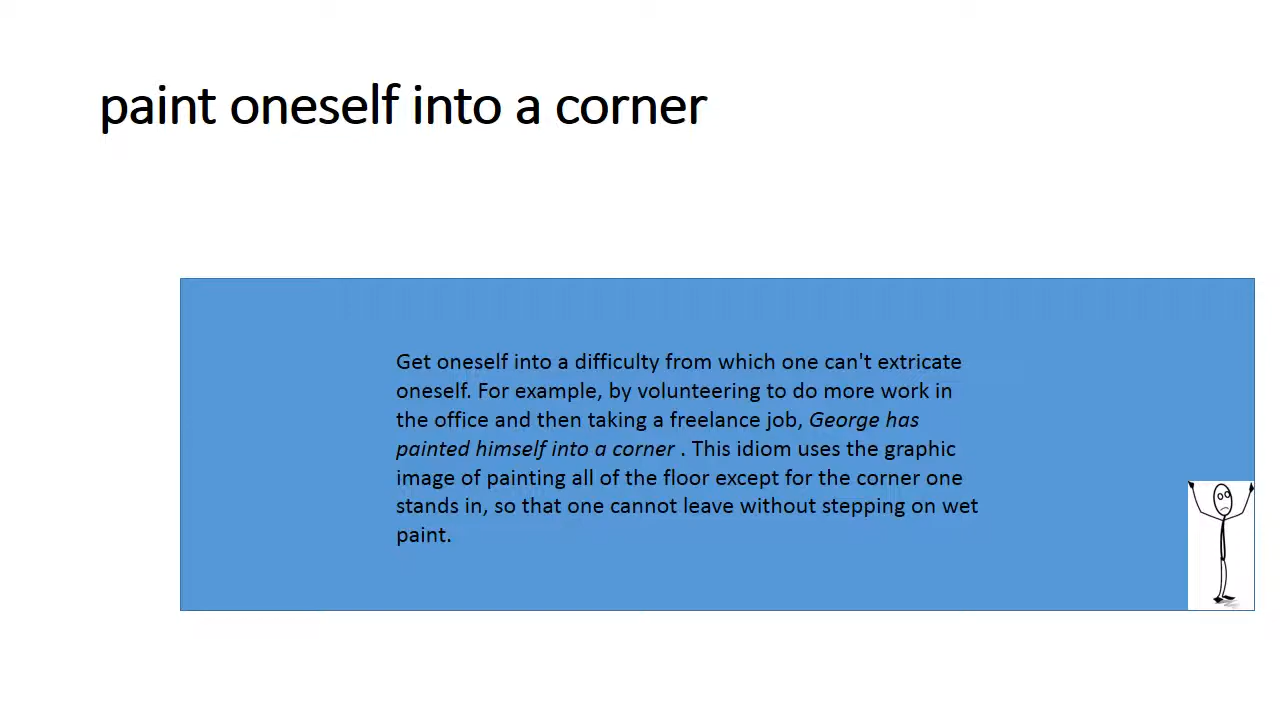 paint oneself into a corner
Get oneself into a difficulty from which one can't extricate
oneself. For example, by volunteering to do more work in
the office and then taking a freelance job, George has
painted himself into a corner . This idiom uses the graphic
image of painting all of the floor except for the corner one
stands in, so that one cannot leave without stepping on wet
paint.